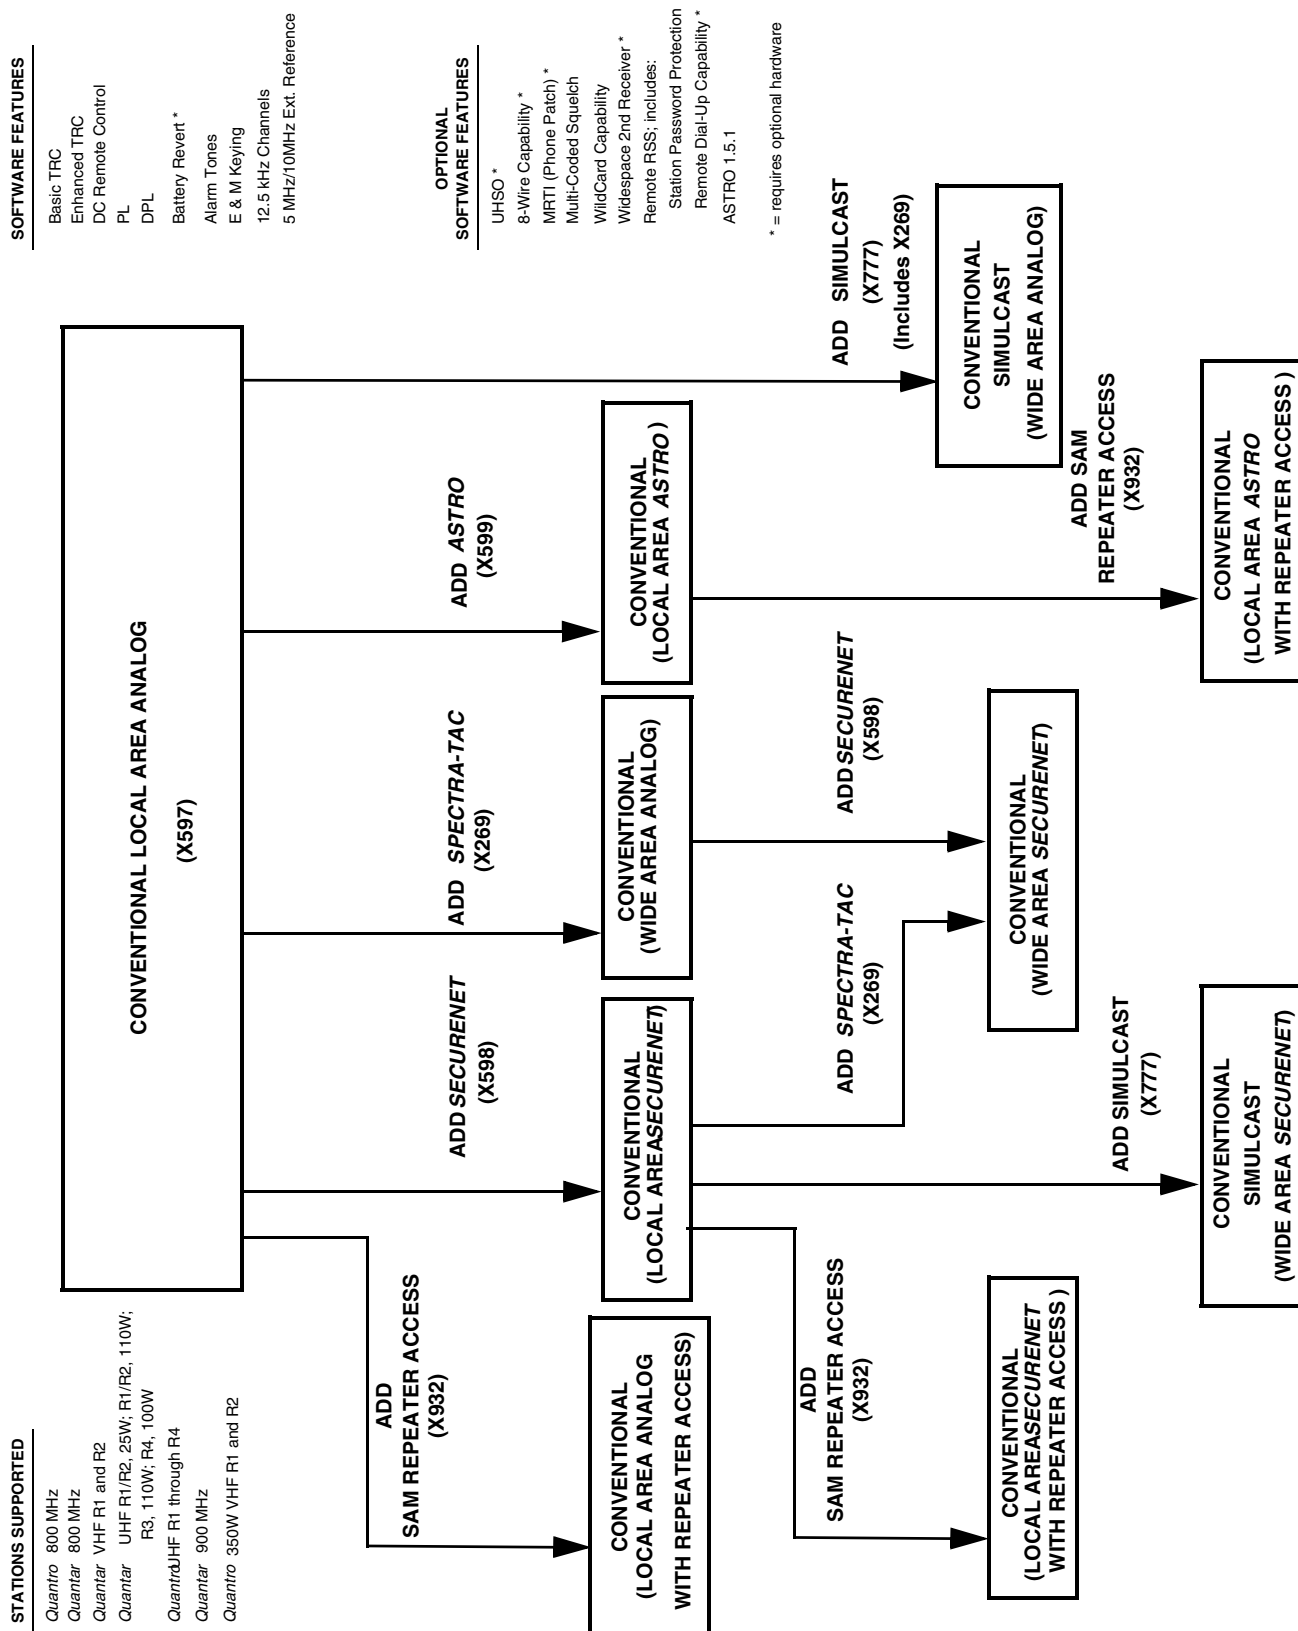 STATIONS SUPPORTED
Quantro 800 MHz
Quantar 800 MHz
Quantar VHF R1 and R2
Quantar UHF R1/R2, 25W; R1/R2, 110W;
R3, 110W; R4, 100W
Quantro UHF R1 through R4
Quantar 900 MHz
Quantro 350W VHF R1 and R2
CONVENTIONAL LOCAL AREA ANALOG
(X597)
SOFTWARE FEATURES
Basic TRC
Enhanced TRC
DC Remote Control
PL
DPL
Battery Revert *
Alarm Tones
E & M Keying
12.5 kHz Channels
5 MHz/10MHz Ext. Reference
OPTIONAL
SOFTWARE FEATURES
UHSO *
8-Wire Capability *
MRTI (Phone Patch) *
Multi-Coded Squelch
WildCard Capability
Widespace 2nd Receiver *
Remote RSS; includes:
Station Password Protection
Remote Dial-Up Capability *
ASTRO 1.5.1
* = requires optional hardware
ADD
SAM REPEATER ACCESS
(X932)
ADD SECURENET
(X598)
ADD SPECTRA-TAC
(X269)
ADD ASTRO
(X599)
ADD SIMULCAST
(X777)
(Includes X269)
CONVENTIONAL
(LOCAL AREA ANALOG
WITH REPEATER ACCESS)
CONVENTIONAL
(LOCAL AREA SECURENET)
CONVENTIONAL
(WIDE AREA ANALOG)
CONVENTIONAL
(LOCAL AREA ASTRO)
CONVENTIONAL
SIMULCAST
(WIDE AREA ANALOG)
ADD
SAM REPEATER ACCESS
(X932)
ADD SPECTRA-TAC
(X269)
ADD SECURENET
(X598)
CONVENTIONAL
(LOCAL AREA SECURENET
WITH REPEATER ACCESS )
CONVENTIONAL
(WIDE AREA SECURENET)
ADD SIMULCAST
(X777)
ADD SAM
REPEATER ACCESS
(X932)
CONVENTIONAL
SIMULCAST
(WIDE AREA SECURENET)
CONVENTIONAL
(LOCAL AREA ASTRO
WITH REPEATER ACCESS )